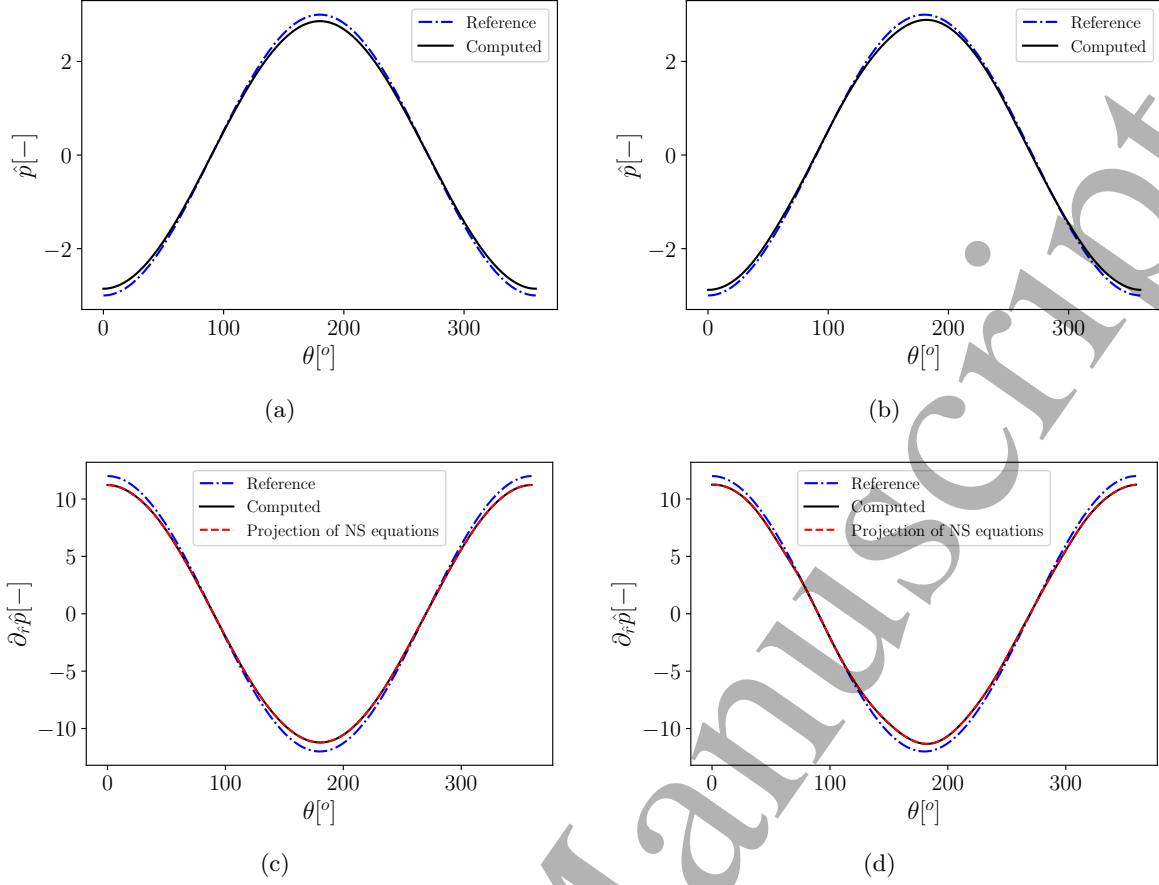 Reference
Computed
2
0
−2
p̂[−]
0
100
200
300
θ[°]
(a)
Reference
Computed
2
0
−2
p̂[−]
0
100
200
300
θ[°]
(b)
Reference
Computed
Projection of NS equations
10
5
0
−5
−10
∂r̂p̂[−]
0
100
200
300
θ[°]
(c)
Reference
Computed
Projection of NS equations
10
5
0
−5
−10
∂r̂p̂[−]
0
100
200
300
θ[°]
(d)
Manuscript